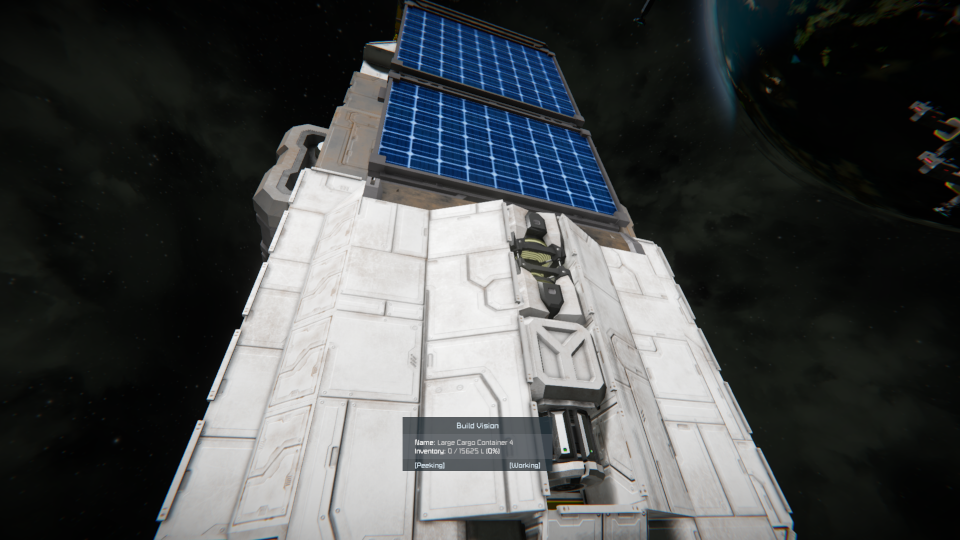 Build Vision
Name: Large Cargo Container 4
Inventory: 0 / 15625 L (0%)
[Peeking] [Working]